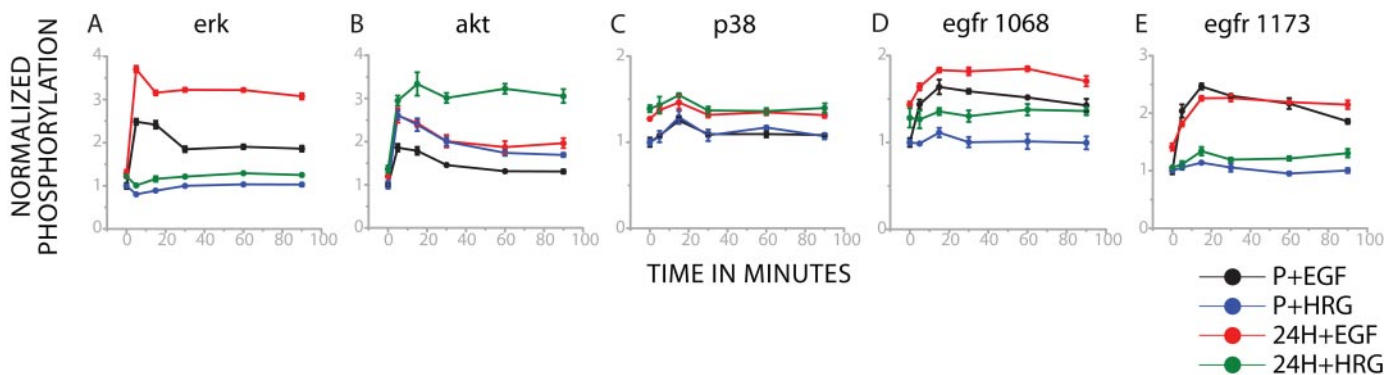 A erk
B akt
C p38
D egfr 1068
E egfr 1173
NORMALIZED
PHOSPHORYLATION
4
3
2
1
0
0 20 40 60 80 100
4
3
2
1
0
0 20 40 60 80 100
2
1
0
0 20 40 60 80 100
2
1
0
0 20 40 60 80 100
3
2
1
0
0 20 40 60 80 100
TIME IN MINUTES
P+EGF
P+HRG
24H+EGF
24H+HRG